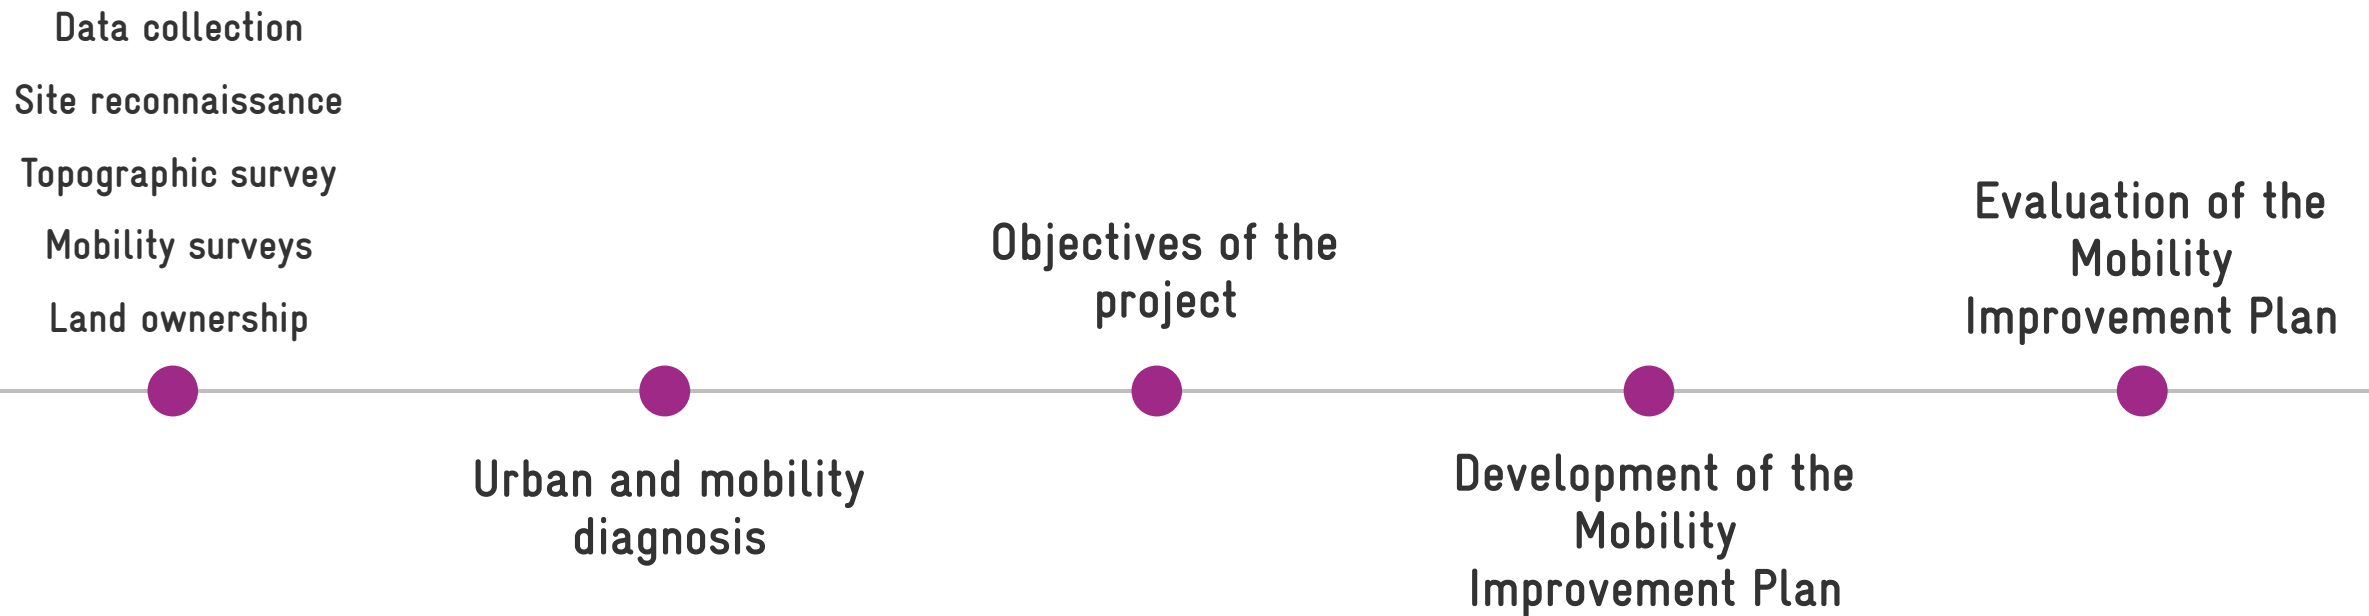 Data collection
Site reconnaissance
Topographic survey
Mobility surveys
Land ownership
Urban and mobility
diagnosis
Objectives of the
project
Development of the
Mobility
Improvement Plan
Evaluation of the
Mobility
Improvement Plan